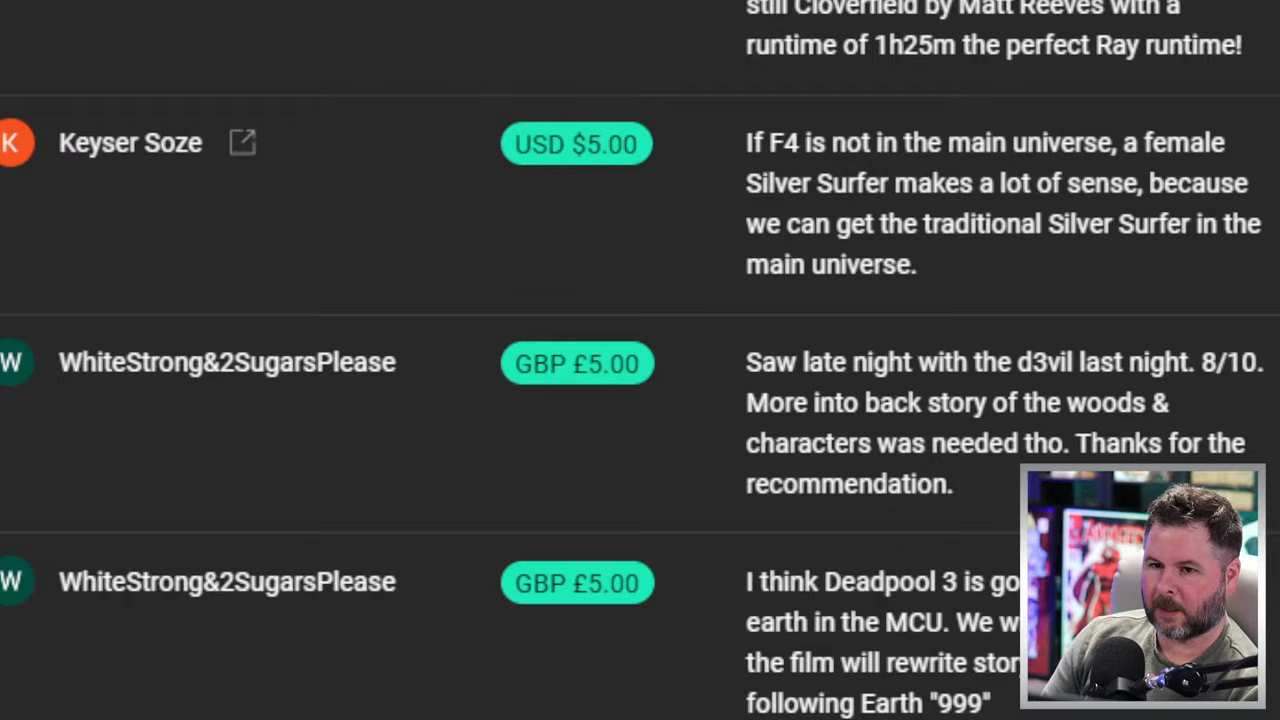 still Cloverfield by Matt Reeves with a
runtime of 1h25m the perfect Ray runtime!
K
Keyser Soze
USD $5.00
If F4 is not in the main universe, a female
Silver Surfer makes a lot of sense, because
we can get the traditional Silver Surfer in the
main universe.
W
WhiteStrong&2SugarsPlease
GBP £5.00
Saw late night with the d3vil last night. 8/10.
More into back story of the woods &
characters was needed tho. Thanks for the
recommendation.
W
WhiteStrong&2SugarsPlease
GBP £5.00
I think Deadpool 3 is
earth in the MCU. We
the film will rewrite
following Earth "999"